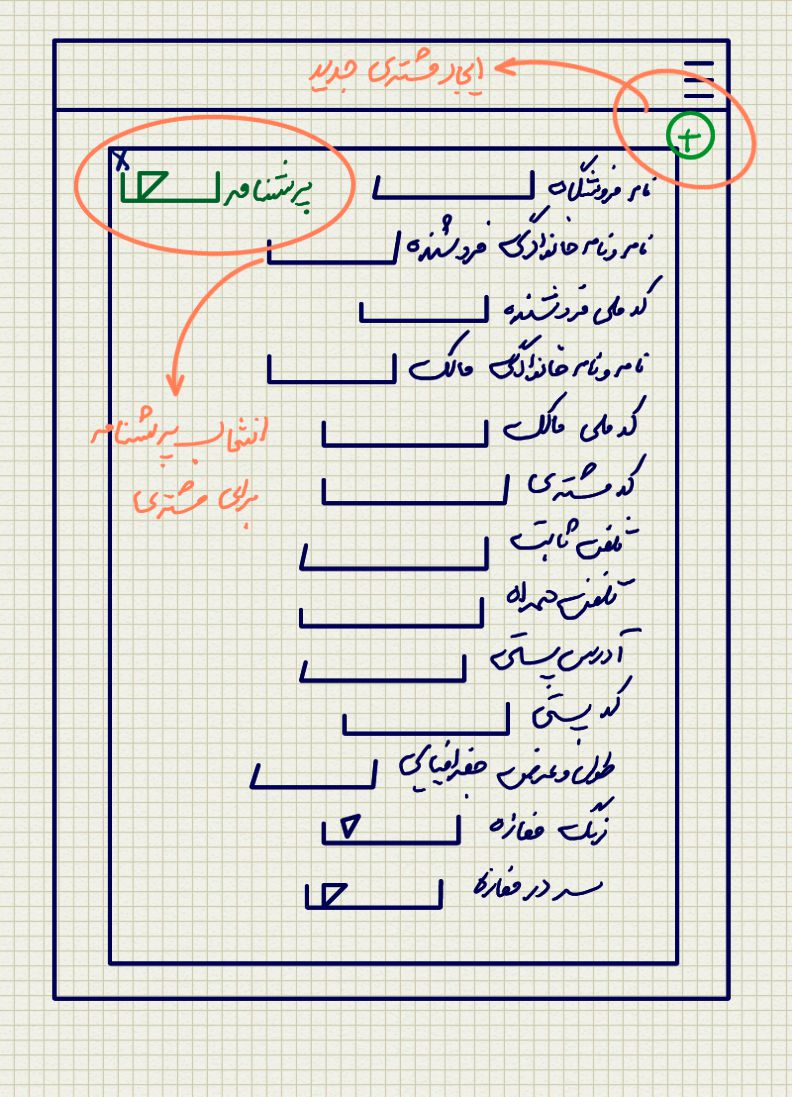 ایجاد مشتری جدید
+
X
نام فروشگاه
پرسشنامه
نام و نام خانوادگی فروشنده
کد ملی فروشنده
نام و نام خانوادگی مالک
کد ملی مالک
انتخاب پرسشنامه
برای مشتری
کد مشتری
تلفن ثابت
تلفن همراه
آدرس پستی
کد پستی
طول و عرض جغرافیایی
رنگ مغازه
سر در مغازه